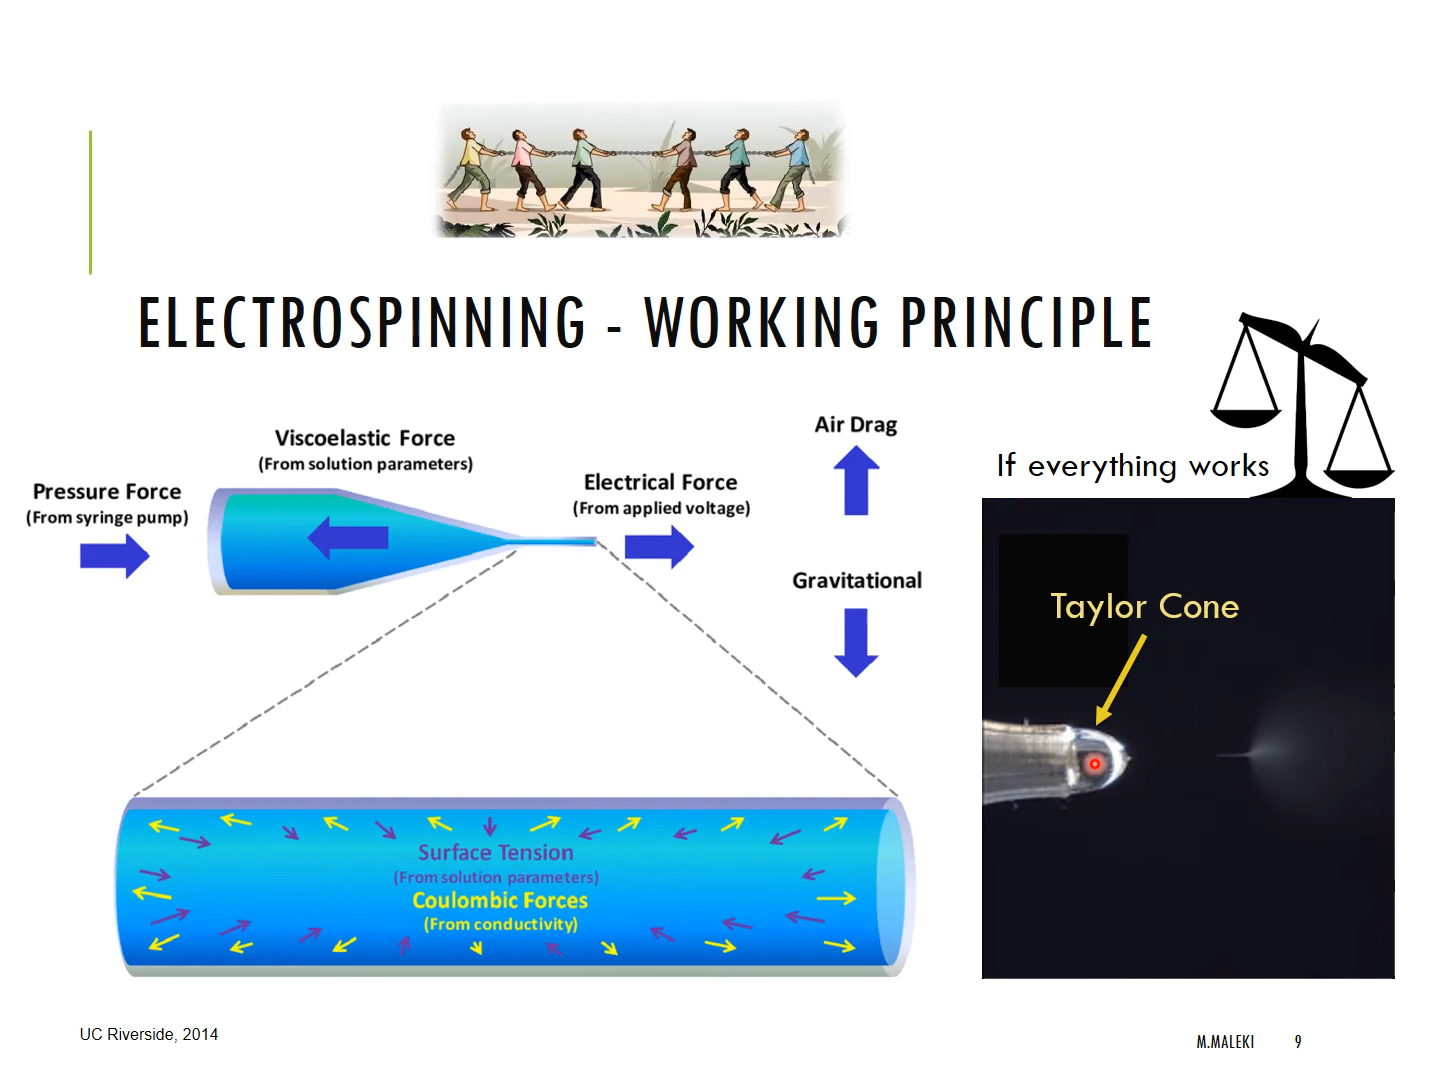 ELECTROSPINNING - WORKING PRINCIPLE
Viscoelastic Force
(From solution parameters)
Pressure Force
(From syringe pump)
Electrical Force
(From applied voltage)
Air Drag
Gravitational
If everything works
Taylor Cone
Surface Tension
(From solution parameters)
Coulombic Forces
(From conductivity)
UC Riverside, 2014
M.MALEKI
9